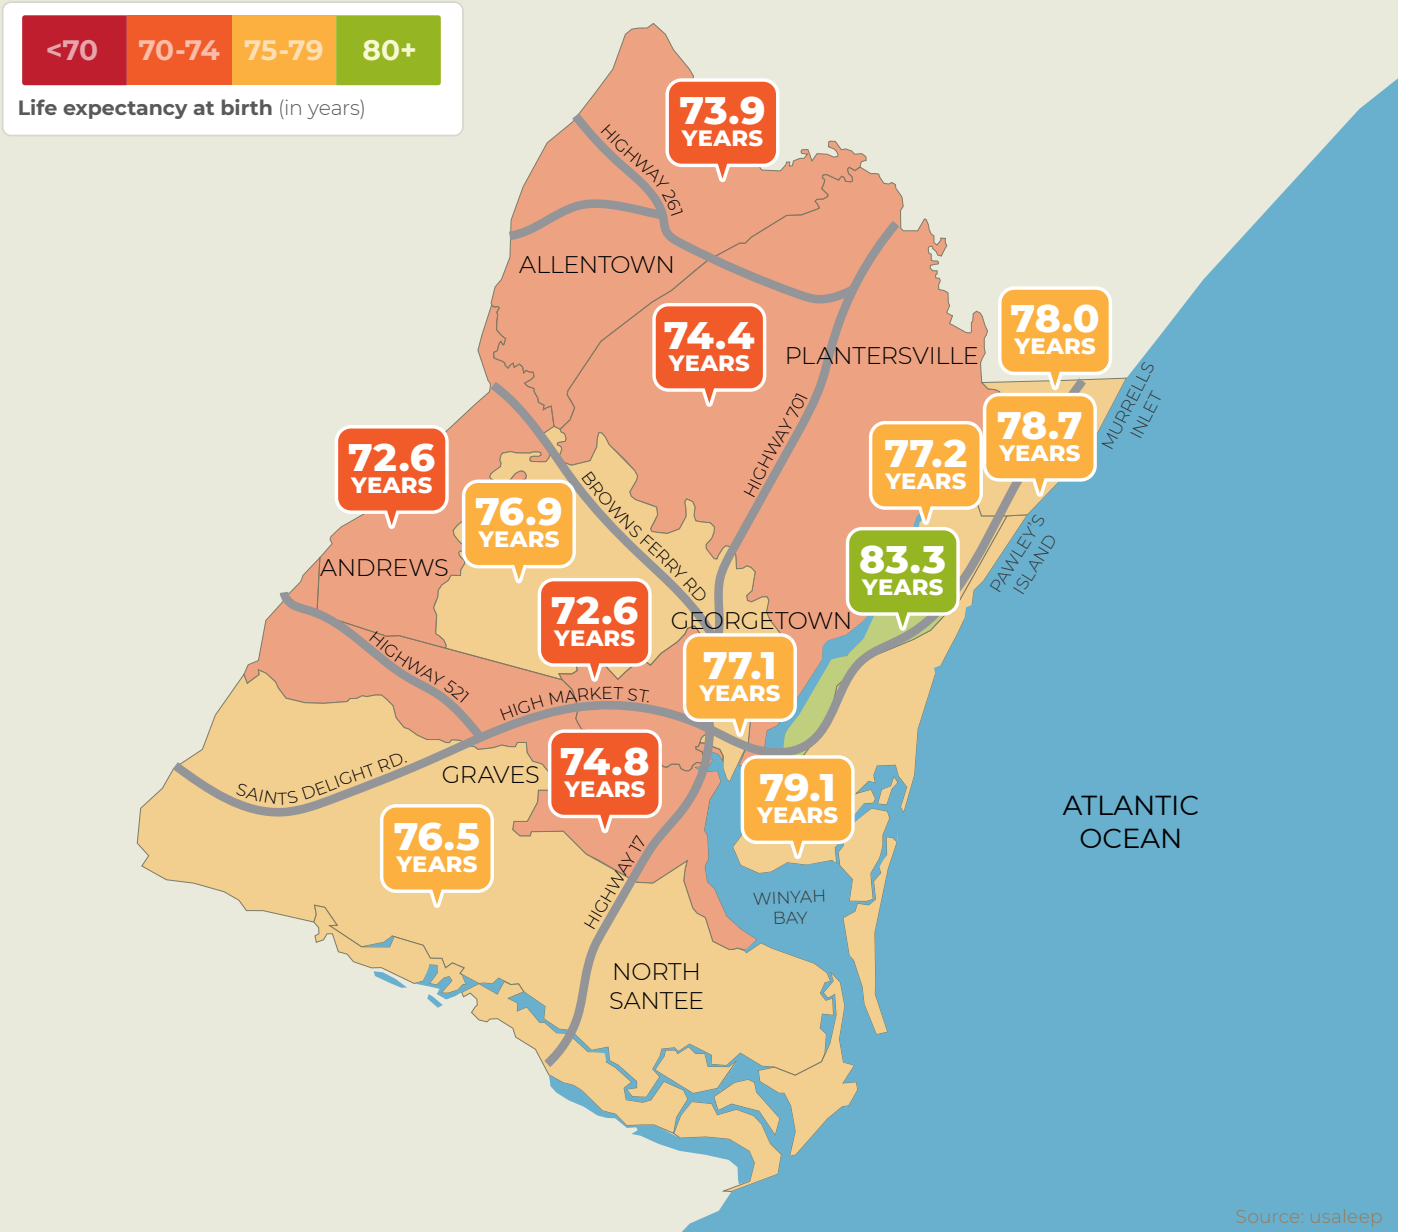 <70 70-74 75-79 80+
Life expectancy at birth (in years)
73.9
YEARS
HIGHWAY 261
ALLENTOWN
78.0
YEARS
74.4
YEARS
PLANTERSVILLE
MURRELLS
INLET
78.7
YEARS
HIGHWAY 701
77.2
YEARS
72.6
YEARS
76.9
YEARS
BROWNS FERRY RD
PAWLEY'S
ISLAND
83.3
YEARS
ANDREWS
72.6
YEARS
GEORGETOWN
HIGHWAY 521
77.1
YEARS
HIGH MARKET ST.
SAINTS DELIGHT RD.
GRAVES
74.8
YEARS
79.1
YEARS
ATLANTIC
OCEAN
76.5
YEARS
HIGHWAY 17
WINYAH
BAY
NORTH
SANTEE
Source: usaleep